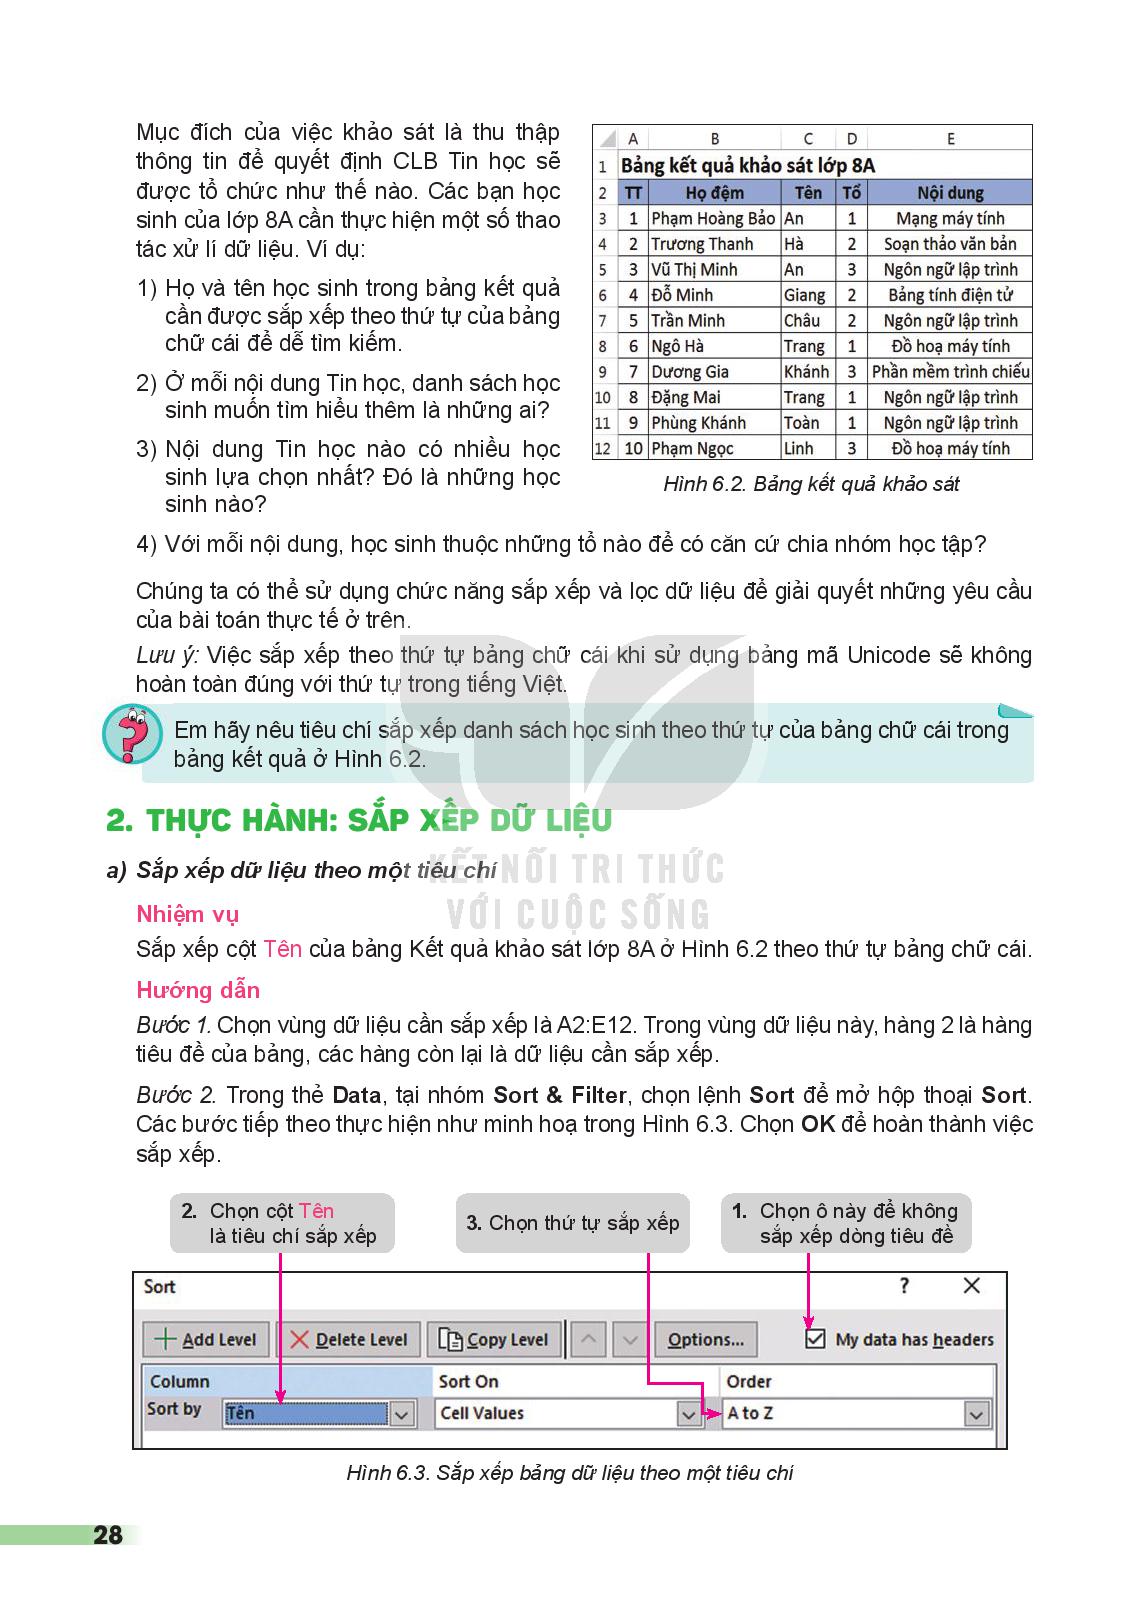 Mục đích của việc khảo sát là thu thập
thông tin để quyết định CLB Tin học sẽ
được tổ chức như thế nào. Các bạn học
sinh của lớp 8A cần thực hiện một số thao
tác xử lí dữ liệu. Ví dụ:
1) Họ và tên học sinh trong bảng kết quả
cần được sắp xếp theo thứ tự của bảng
chữ cái để dễ tìm kiếm.
2) Ở mỗi nội dung Tin học, danh sách học
sinh muốn tìm hiểu thêm là những ai?
3) Nội dung Tin học nào có nhiều học
sinh lựa chọn nhất? Đó là những học
sinh nào?
A B C D E
1 Bảng kết quả khảo sát lớp 8A
2 TT Họ đệm Tên Tổ Nội dung
3 1 Phạm Hoàng Bảo An 1 Mạng máy tính
4 2 Trương Thanh Hà 2 Soạn thảo văn bản
5 3 Vũ Thị Minh An 3 Ngôn ngữ lập trình
6 4 Đỗ Minh Giang 2 Bảng tính điện tử
7 5 Trần Minh Châu 2 Ngôn ngữ lập trình
8 6 Ngô Hà Trang 1 Đồ hoạ máy tính
9 7 Dương Gia Khánh 3 Phần mềm trình chiếu
10 8 Đặng Mai Trang 1 Ngôn ngữ lập trình
11 9 Phùng Khánh Toàn 1 Ngôn ngữ lập trình
12 10 Phạm Ngọc Linh 3 Đồ hoạ máy tính
Hình 6.2. Bảng kết quả khảo sát
4) Với mỗi nội dung, học sinh thuộc những tổ nào để có căn cứ chia nhóm học tập?
Chúng ta có thể sử dụng chức năng sắp xếp và lọc dữ liệu để giải quyết những yêu cầu
của bài toán thực tế ở trên.
Lưu ý: Việc sắp xếp theo thứ tự bảng chữ cái khi sử dụng bảng mã Unicode sẽ không
hoàn toàn đúng với thứ tự trong tiếng Việt.
?
Em hãy nêu tiêu chí sắp xếp danh sách học sinh theo thứ tự của bảng chữ cái trong
bảng kết quả ở Hình 6.2.
2. THỰC HÀNH: SẮP XẾP DỮ LIỆU
KẾT NỐI TRI THỨC
VỚI CUỘC SỐNG
a) Sắp xếp dữ liệu theo một tiêu chí
Nhiệm vụ
Sắp xếp cột Tên của bảng Kết quả khảo sát lớp 8A ở Hình 6.2 theo thứ tự bảng chữ cái.
Hướng dẫn
Bước 1. Chọn vùng dữ liệu cần sắp xếp là A2:E12. Trong vùng dữ liệu này, hàng 2 là hàng
tiêu đề của bảng, các hàng còn lại là dữ liệu cần sắp xếp.
Bước 2. Trong thẻ Data, tại nhóm Sort & Filter, chọn lệnh Sort để mở hộp thoại Sort.
Các bước tiếp theo thực hiện như minh hoạ trong Hình 6.3. Chọn OK để hoàn thành việc
sắp xếp.
2. Chọn cột Tên
là tiêu chí sắp xếp
3. Chọn thứ tự sắp xếp
1. Chọn ô này để không
sắp xếp dòng tiêu đề
Sort ?
Add Level Delete Level Copy Level Options... My data has headers
Column Sort On Order
Sort by Tên Cell Values A to Z
Hình 6.3. Sắp xếp bảng dữ liệu theo một tiêu chí
28